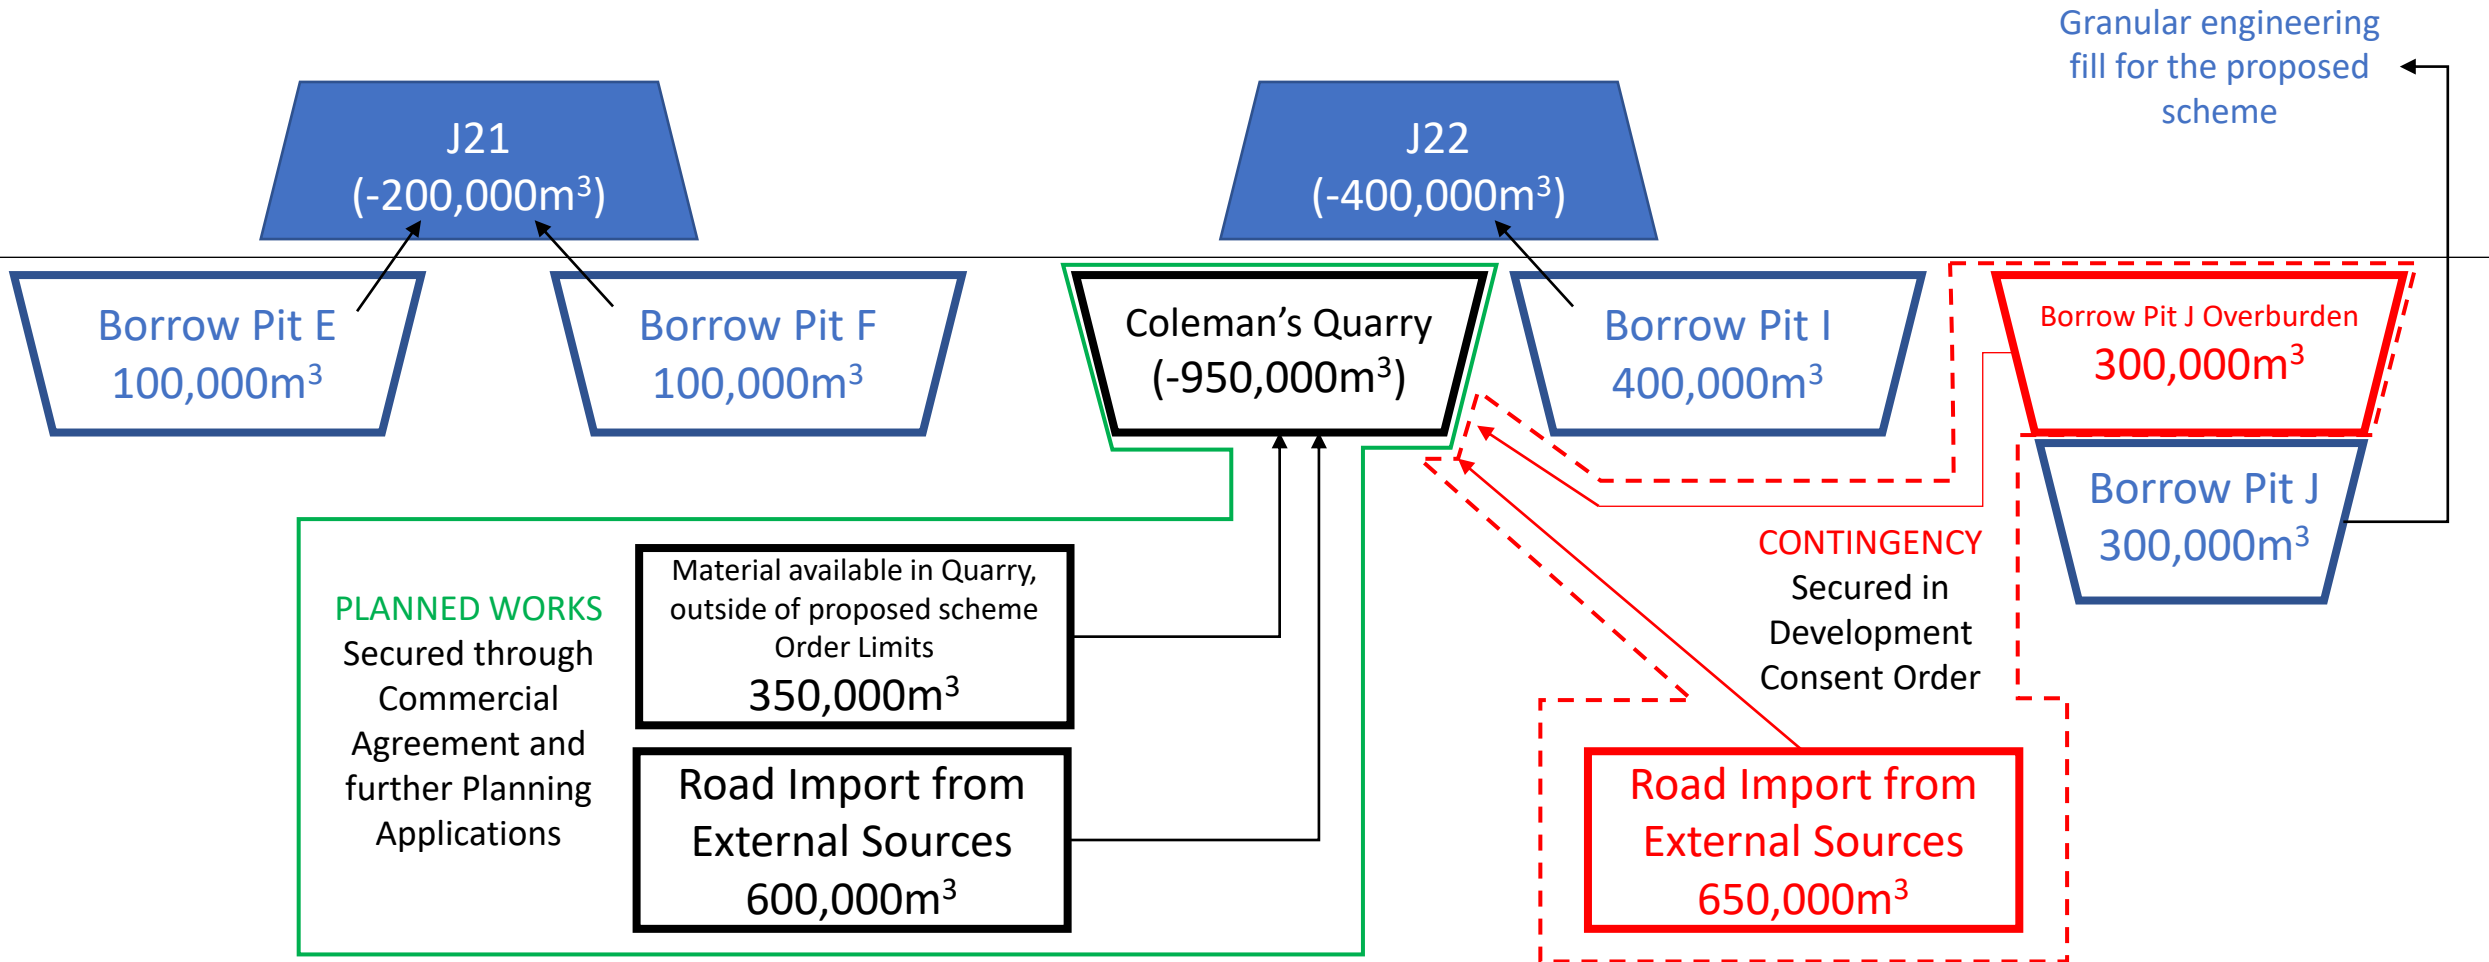 Granular engineering
fill for the proposed
scheme
J21
(-200,000m³)
J22
(-400,000m³)
Borrow Pit E
100,000m³
Borrow Pit F
100,000m³
Coleman’s Quarry
(-950,000m³)
Borrow Pit I
400,000m³
Borrow Pit J Overburden
300,000m³
Borrow Pit J
300,000m³
PLANNED WORKS
Secured through
Commercial
Agreement and
further Planning
Applications
Material available in Quarry,
outside of proposed scheme
Order Limits
350,000m³
Road Import from
External Sources
600,000m³
CONTINGENCY
Secured in
Development
Consent Order
Road Import from
External Sources
650,000m³